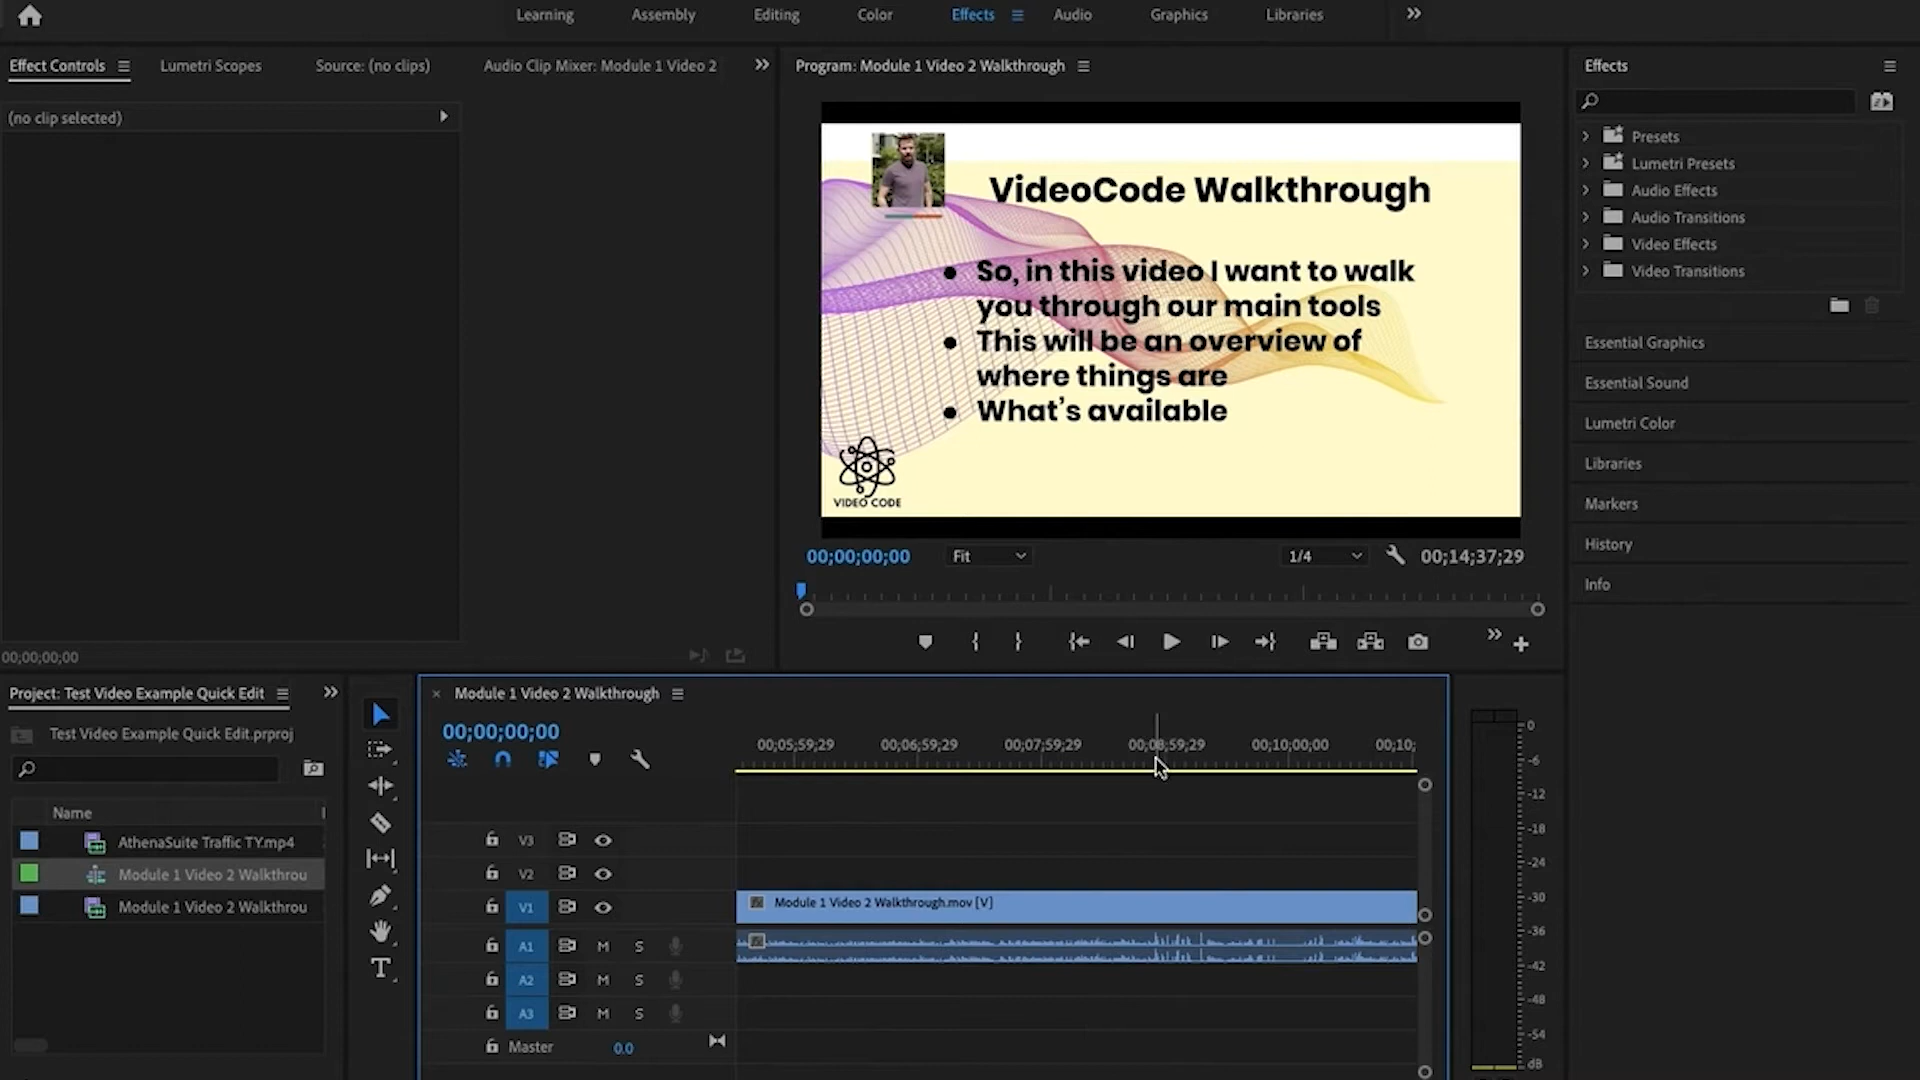 Learning Assembly Editing Color Effects Audio Graphics Libraries
Effect Controls Lumetri Scopes Source: (no clips) Audio Clip Mixer: Module 1 Video 2
(no clip selected)
00;00;00;00
Program: Module 1 Video 2 Walkthrough
VideoCode Walkthrough
● So, in this video I want to walk
you through our main tools
● This will be an overview of
where things are
● What's available
VIDEO CODE
00;00;00;00 Fit 1/4 00;14;37;29
Effects
Presets
Lumetri Presets
Audio Effects
Audio Transitions
Video Effects
Video Transitions
Essential Graphics
Essential Sound
Lumetri Color
Libraries
Markers
History
Info
Project: Test Video Example Quick Edit
Test Video Example Quick Edit.prproj
Name
AthenaSuite Traffic TY.mp4
Module 1 Video 2 Walkthrou
Module 1 Video 2 Walkthrou
Module 1 Video 2 Walkthrough
00;00;00;00
00;05;59;29 00;06;59;29 00;07;59;29 00;08;59;29 00;10;00;00 00;10;
V3
V2
V1 Module 1 Video 2 Walkthrough.mov [V]
A1 M S
A2 M S
A3 M S
Master 0.0
0
-6
-12
-18
-24
-30
-36
-42
-48
-54
dB